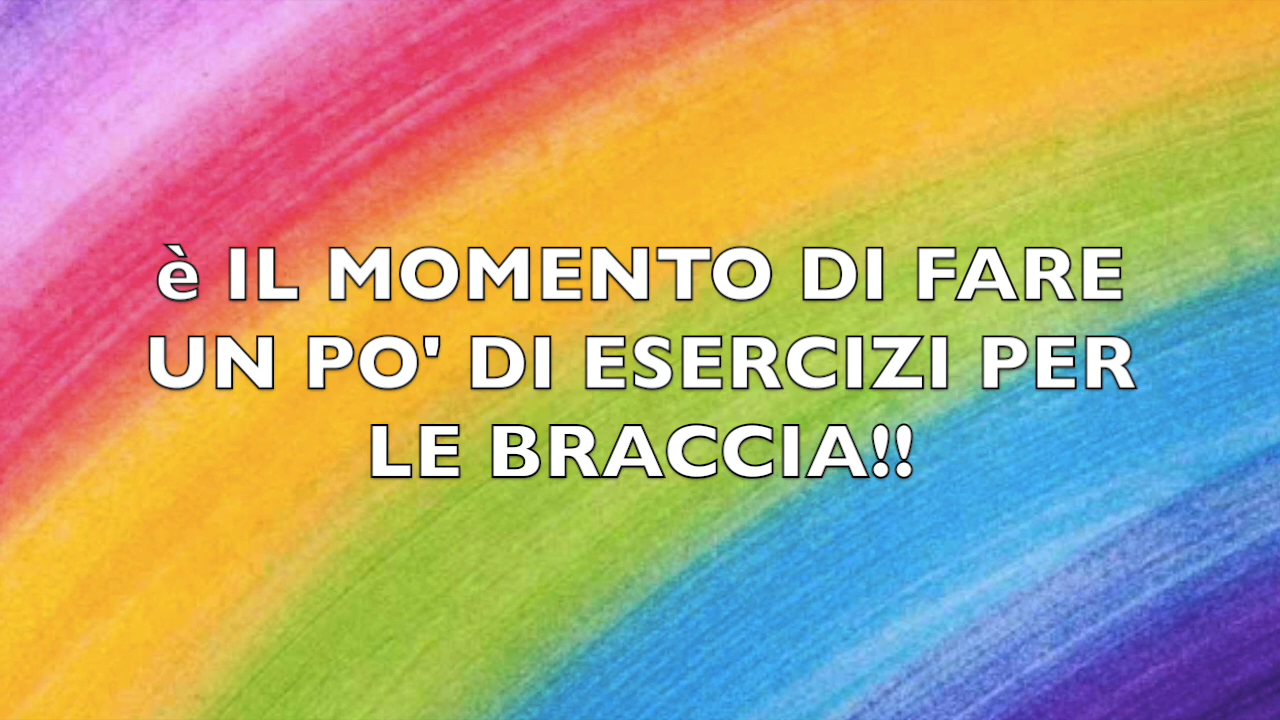 è IL MOMENTO DI FARE
UN PO' DI ESERCIZI PER
LE BRACCIA!!